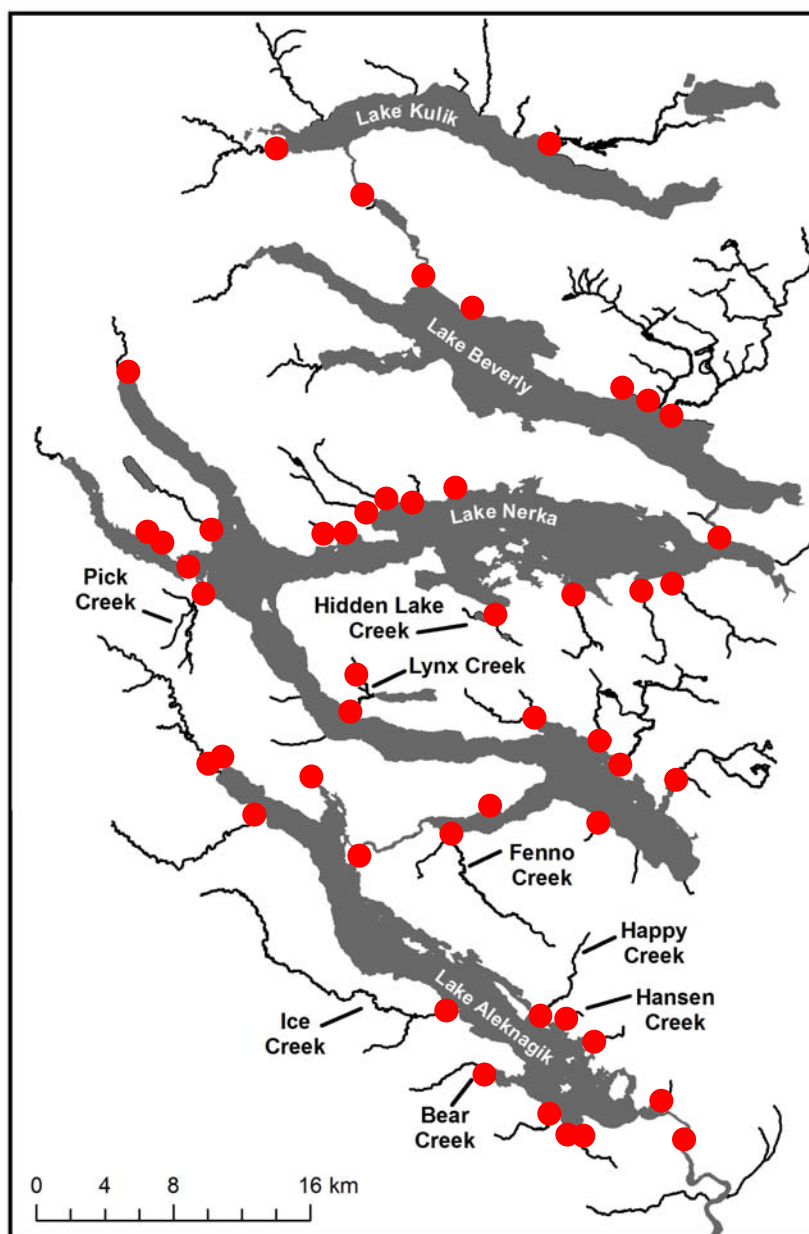 Lake Kulik
Lake Beverly
Lake Nerka
Pick
Creek
Hidden Lake
Creek
Lynx Creek
Fenno
Creek
Happy
Creek
Hansen
Creek
Lake Aleknagik
Ice
Creek
Bear
Creek
0 4 8 16 km